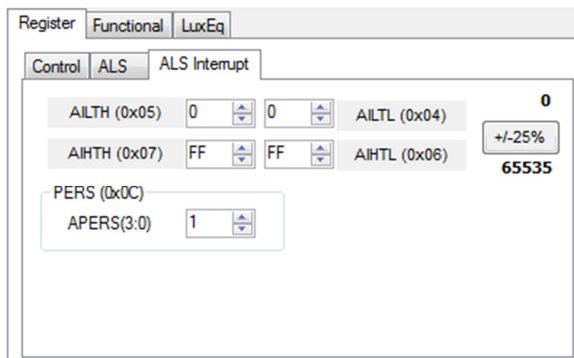 Register Functional LuxEq
Control ALS ALS Interrupt
AILTH (0x05) 0 0 AILTL (0x04) 0
+/-25%
AIHTH (0x07) FF FF AIHTL (0x06) 65535
PERS (0x0C)
APERS(3:0) 1